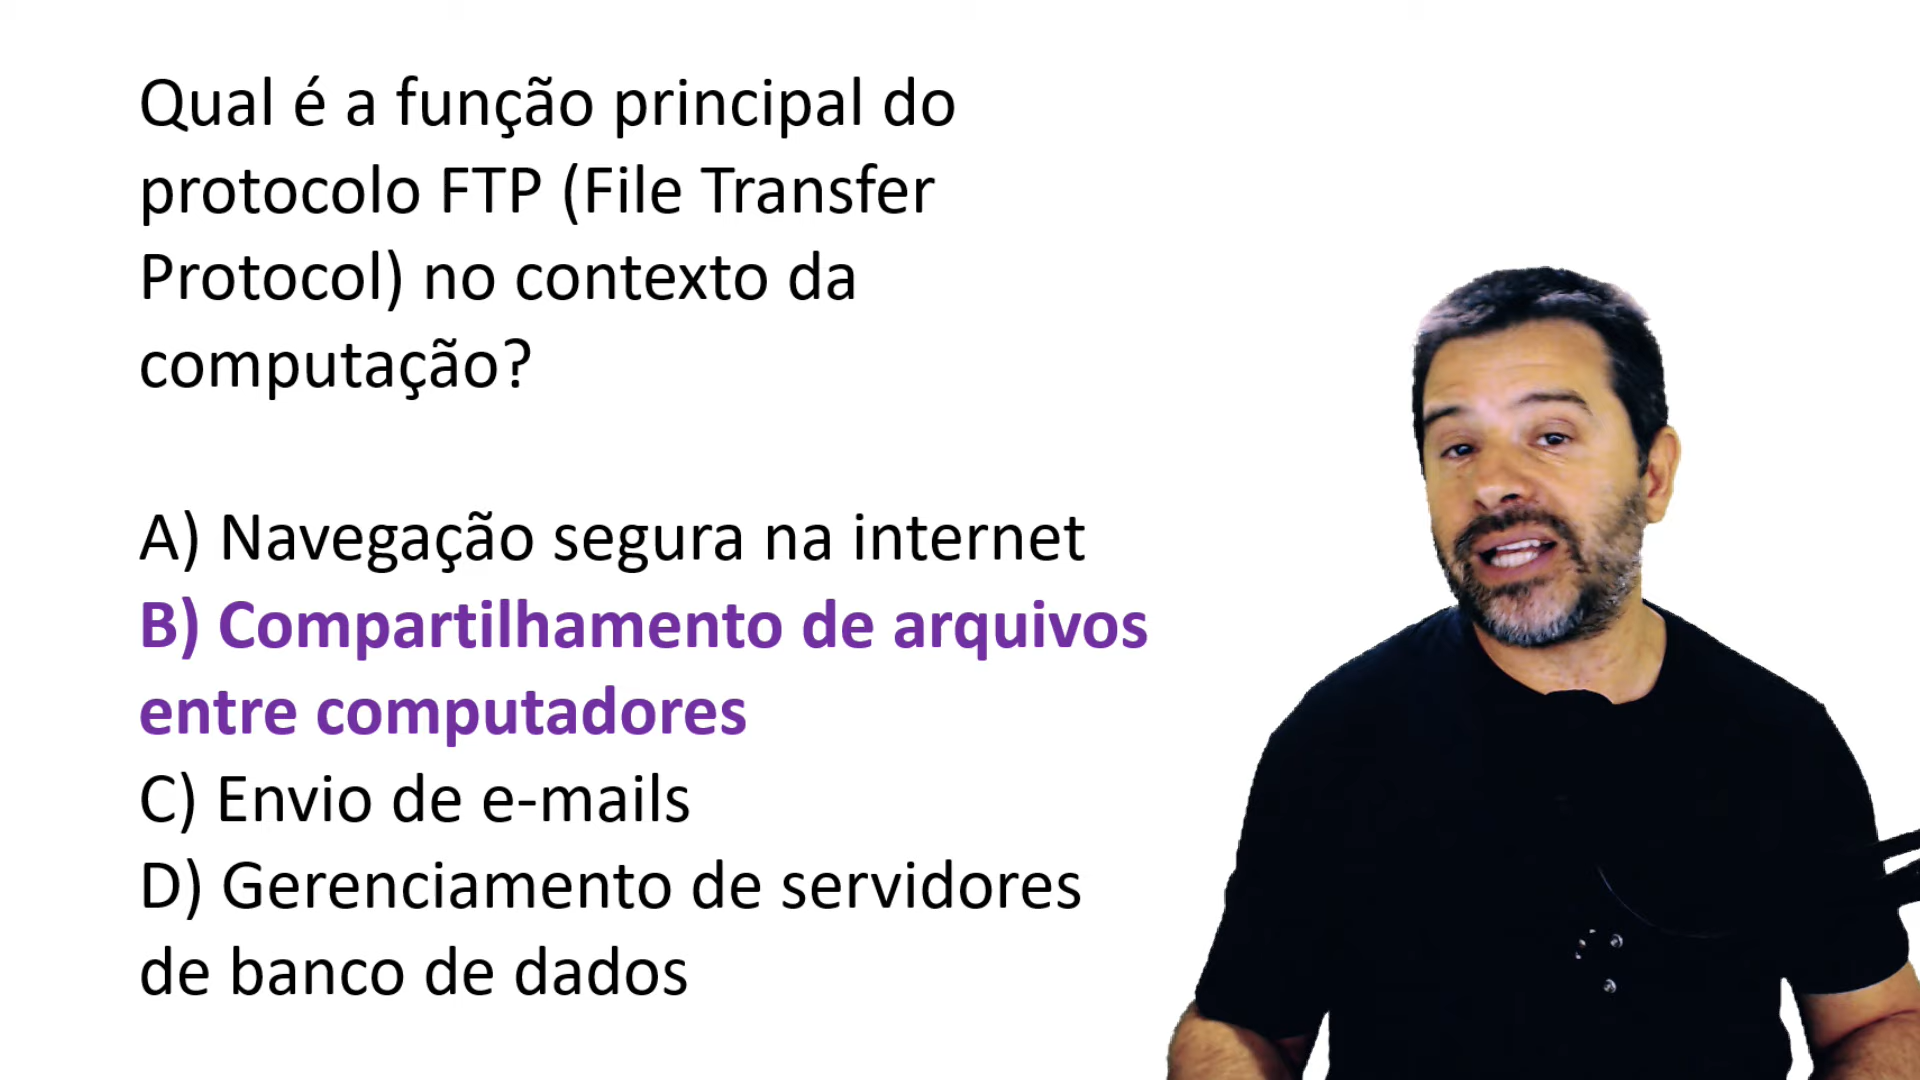 Qual é a função principal do
protocolo FTP (File Transfer
Protocol) no contexto da
computação?
A) Navegação segura na internet
B) Compartilhamento de arquivos
entre computadores
C) Envio de e-mails
D) Gerenciamento de servidores
de banco de dados